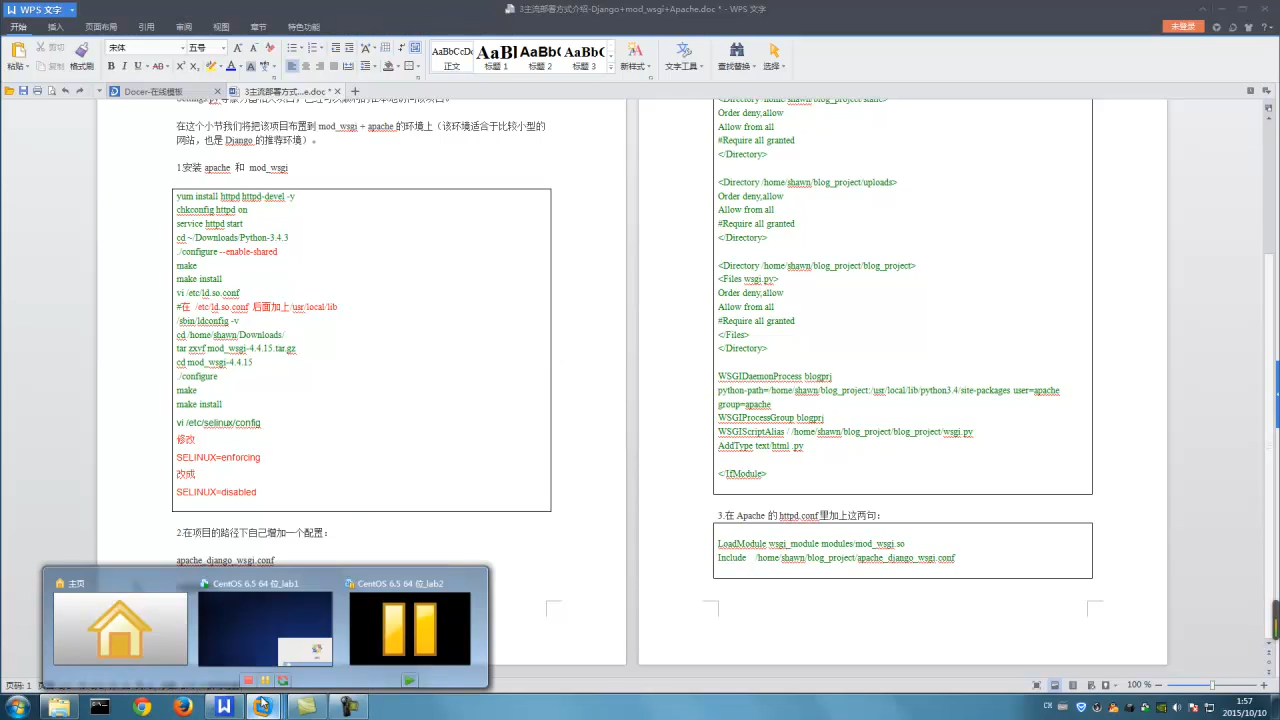 WPS 文字
3主流部署方式介绍-Django+mod_wsgi+Apache.doc * - WPS 文字
未登录
开始 插入 页面布局 引用 审阅 视图 章节 特色功能
粘贴 剪切 复制 格式刷
宋体 五号
AaBbCcDc AaBl AaBb( AaBbC
正文 标题 1 标题 2 标题 3
新样式 文字工具 查找替换 选择
Docer-在线模板 3主流部署方式...e.doc *
在这个小节我们将把该项目布置到 mod_wsgi + apache 的环境上（该环境适合于比较小型的
网站，也是 Django 的推荐环境）。
1.安装 apache 和 mod_wsgi
yum install httpd httpd-devel -y
chkconfig httpd on
service httpd start
cd ~/Downloads/Python-3.4.3
./configure --enable-shared
make
make install
vi /etc/ld.so.conf
#在 /etc/ld.so.conf 后面加上/usr/local/lib
/sbin/ldconfig -v
cd /home/shawn/Downloads/
tar zxvf mod_wsgi-4.4.15.tar.gz
cd mod_wsgi-4.4.15
./configure
make
make install
vi /etc/selinux/config
修改
SELINUX=enforcing
改成
SELINUX=disabled
2.在项目的路径下自己增加一个配置：
apache_django_wsgi.conf
<Directory /home/shawn/blog_project/static>
Order deny,allow
Allow from all
#Require all granted
</Directory>
<Directory /home/shawn/blog_project/uploads>
Order deny,allow
Allow from all
#Require all granted
</Directory>
<Directory /home/shawn/blog_project/blog_project>
<Files wsgi.py>
Order deny,allow
Allow from all
#Require all granted
</Files>
</Directory>
WSGIDaemonProcess blogprj
python-path=/home/shawn/blog_project:/usr/local/lib/python3.4/site-packages user=apache
group=apache
WSGIProcessGroup blogprj
WSGIScriptAlias / /home/shawn/blog_project/blog_project/wsgi.py
AddType text/html .py
</IfModule>
3.在 Apache 的 httpd.conf 里加上这两句：
LoadModule wsgi_module modules/mod_wsgi.so
Include /home/shawn/blog_project/apache_django_wsgi.conf
主页 CentOS 6.5 64 位_lab1 CentOS 6.5 64 位_lab2
页码: 1
100 %
CK
1:57
2015/10/10